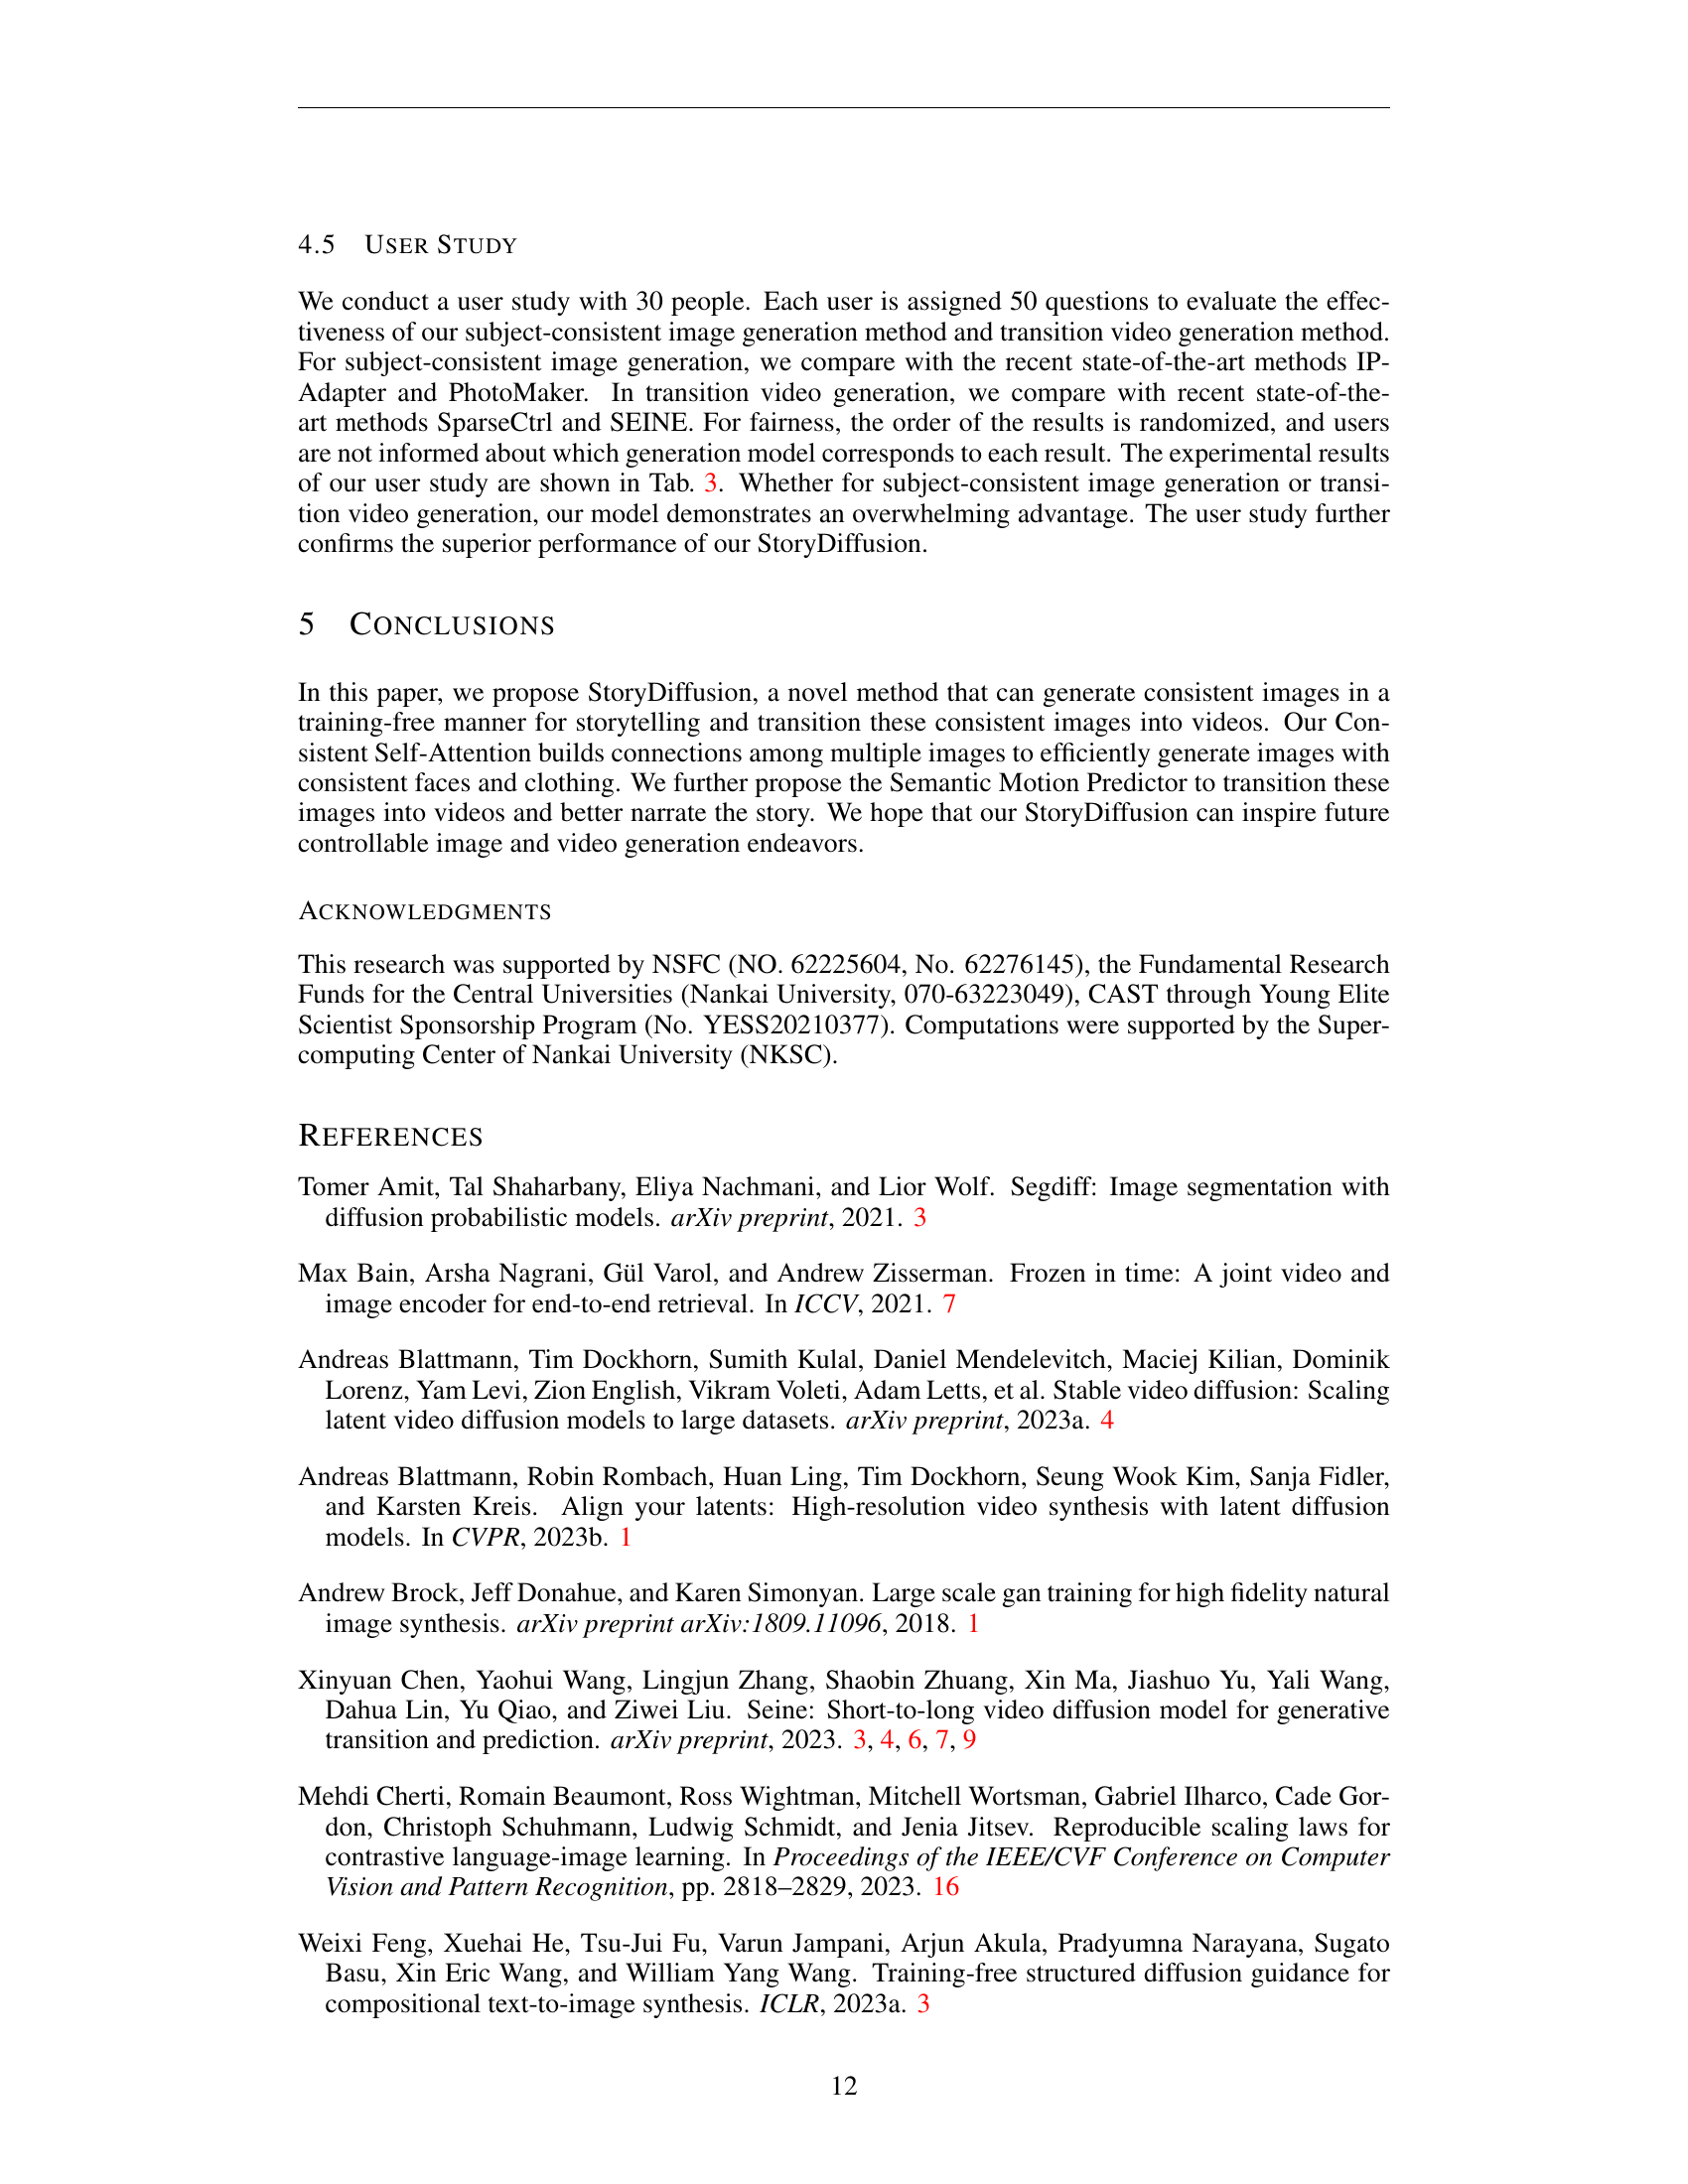 4.5 USER STUDY
We conduct a user study with 30 people. Each user is assigned 50 questions to evaluate the effec-
tiveness of our subject-consistent image generation method and transition video generation method.
For subject-consistent image generation, we compare with the recent state-of-the-art methods IP-
Adapter and PhotoMaker. In transition video generation, we compare with recent state-of-the-
art methods SparseCtrl and SEINE. For fairness, the order of the results is randomized, and users
are not informed about which generation model corresponds to each result. The experimental results
of our user study are shown in Tab. 3. Whether for subject-consistent image generation or transi-
tion video generation, our model demonstrates an overwhelming advantage. The user study further
confirms the superior performance of our StoryDiffusion.
5 CONCLUSIONS
In this paper, we propose StoryDiffusion, a novel method that can generate consistent images in a
training-free manner for storytelling and transition these consistent images into videos. Our Con-
sistent Self-Attention builds connections among multiple images to efficiently generate images with
consistent faces and clothing. We further propose the Semantic Motion Predictor to transition these
images into videos and better narrate the story. We hope that our StoryDiffusion can inspire future
controllable image and video generation endeavors.
ACKNOWLEDGMENTS
This research was supported by NSFC (NO. 62225604, No. 62276145), the Fundamental Research
Funds for the Central Universities (Nankai University, 070-63223049), CAST through Young Elite
Scientist Sponsorship Program (No. YESS20210377). Computations were supported by the Super-
computing Center of Nankai University (NKSC).
REFERENCES
Tomer Amit, Tal Shaharbany, Eliya Nachmani, and Lior Wolf. Segdiff: Image segmentation with
diffusion probabilistic models. arXiv preprint, 2021. 3
Max Bain, Arsha Nagrani, Gül Varol, and Andrew Zisserman. Frozen in time: A joint video and
image encoder for end-to-end retrieval. In ICCV, 2021. 7
Andreas Blattmann, Tim Dockhorn, Sumith Kulal, Daniel Mendelevitch, Maciej Kilian, Dominik
Lorenz, Yam Levi, Zion English, Vikram Voleti, Adam Letts, et al. Stable video diffusion: Scaling
latent video diffusion models to large datasets. arXiv preprint, 2023a. 4
Andreas Blattmann, Robin Rombach, Huan Ling, Tim Dockhorn, Seung Wook Kim, Sanja Fidler,
and Karsten Kreis. Align your latents: High-resolution video synthesis with latent diffusion
models. In CVPR, 2023b. 1
Andrew Brock, Jeff Donahue, and Karen Simonyan. Large scale gan training for high fidelity natural
image synthesis. arXiv preprint arXiv:1809.11096, 2018. 1
Xinyuan Chen, Yaohui Wang, Lingjun Zhang, Shaobin Zhuang, Xin Ma, Jiashuo Yu, Yali Wang,
Dahua Lin, Yu Qiao, and Ziwei Liu. Seine: Short-to-long video diffusion model for generative
transition and prediction. arXiv preprint, 2023. 3, 4, 6, 7, 9
Mehdi Cherti, Romain Beaumont, Ross Wightman, Mitchell Wortsman, Gabriel Ilharco, Cade Gor-
don, Christoph Schuhmann, Ludwig Schmidt, and Jenia Jitsev. Reproducible scaling laws for
contrastive language-image learning. In Proceedings of the IEEE/CVF Conference on Computer
Vision and Pattern Recognition, pp. 2818–2829, 2023. 16
Weixi Feng, Xuehai He, Tsu-Jui Fu, Varun Jampani, Arjun Akula, Pradyumna Narayana, Sugato
Basu, Xin Eric Wang, and William Yang Wang. Training-free structured diffusion guidance for
compositional text-to-image synthesis. ICLR, 2023a. 3
12